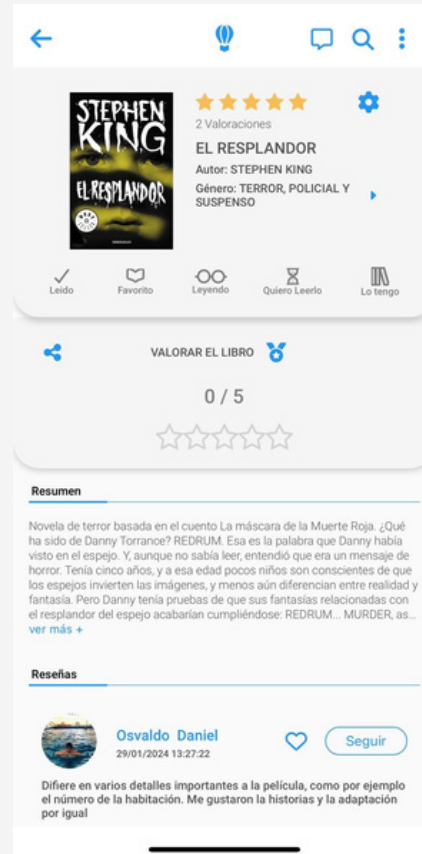 STEPHEN
KING
EL RESPLANDOR
2 Valoraciones
EL RESPLANDOR
Autor: STEPHEN KING
Género: TERROR, POLICIAL Y
SUSPENSO
Leido
Favorito
Leyendo
Quiero Leerlo
Lo tengo
VALORAR EL LIBRO
0 / 5
Resumen
Novela de terror basada en el cuento La máscara de la Muerte Roja. ¿Qué
ha sido de Danny Torrance? REDRUM. Esa es la palabra que Danny había
visto en el espejo. Y, aunque no sabía leer, entendió que era un mensaje de
horror. Tenía cinco años, y a esa edad pocos niños son conscientes de que
los espejos invierten las imágenes, y menos aún diferencian entre realidad y
fantasía. Pero Danny tenía pruebas de que sus fantasías relacionadas con
el resplandor del espejo acabarían cumpliéndose: REDRUM... MURDER, as...
ver más +
Reseñas
Osvaldo Daniel
29/01/2024 13:27:22
Seguir
Difiere en varios detalles importantes a la película, como por ejemplo
el número de la habitación. Me gustaron la historias y la adaptación
por igual